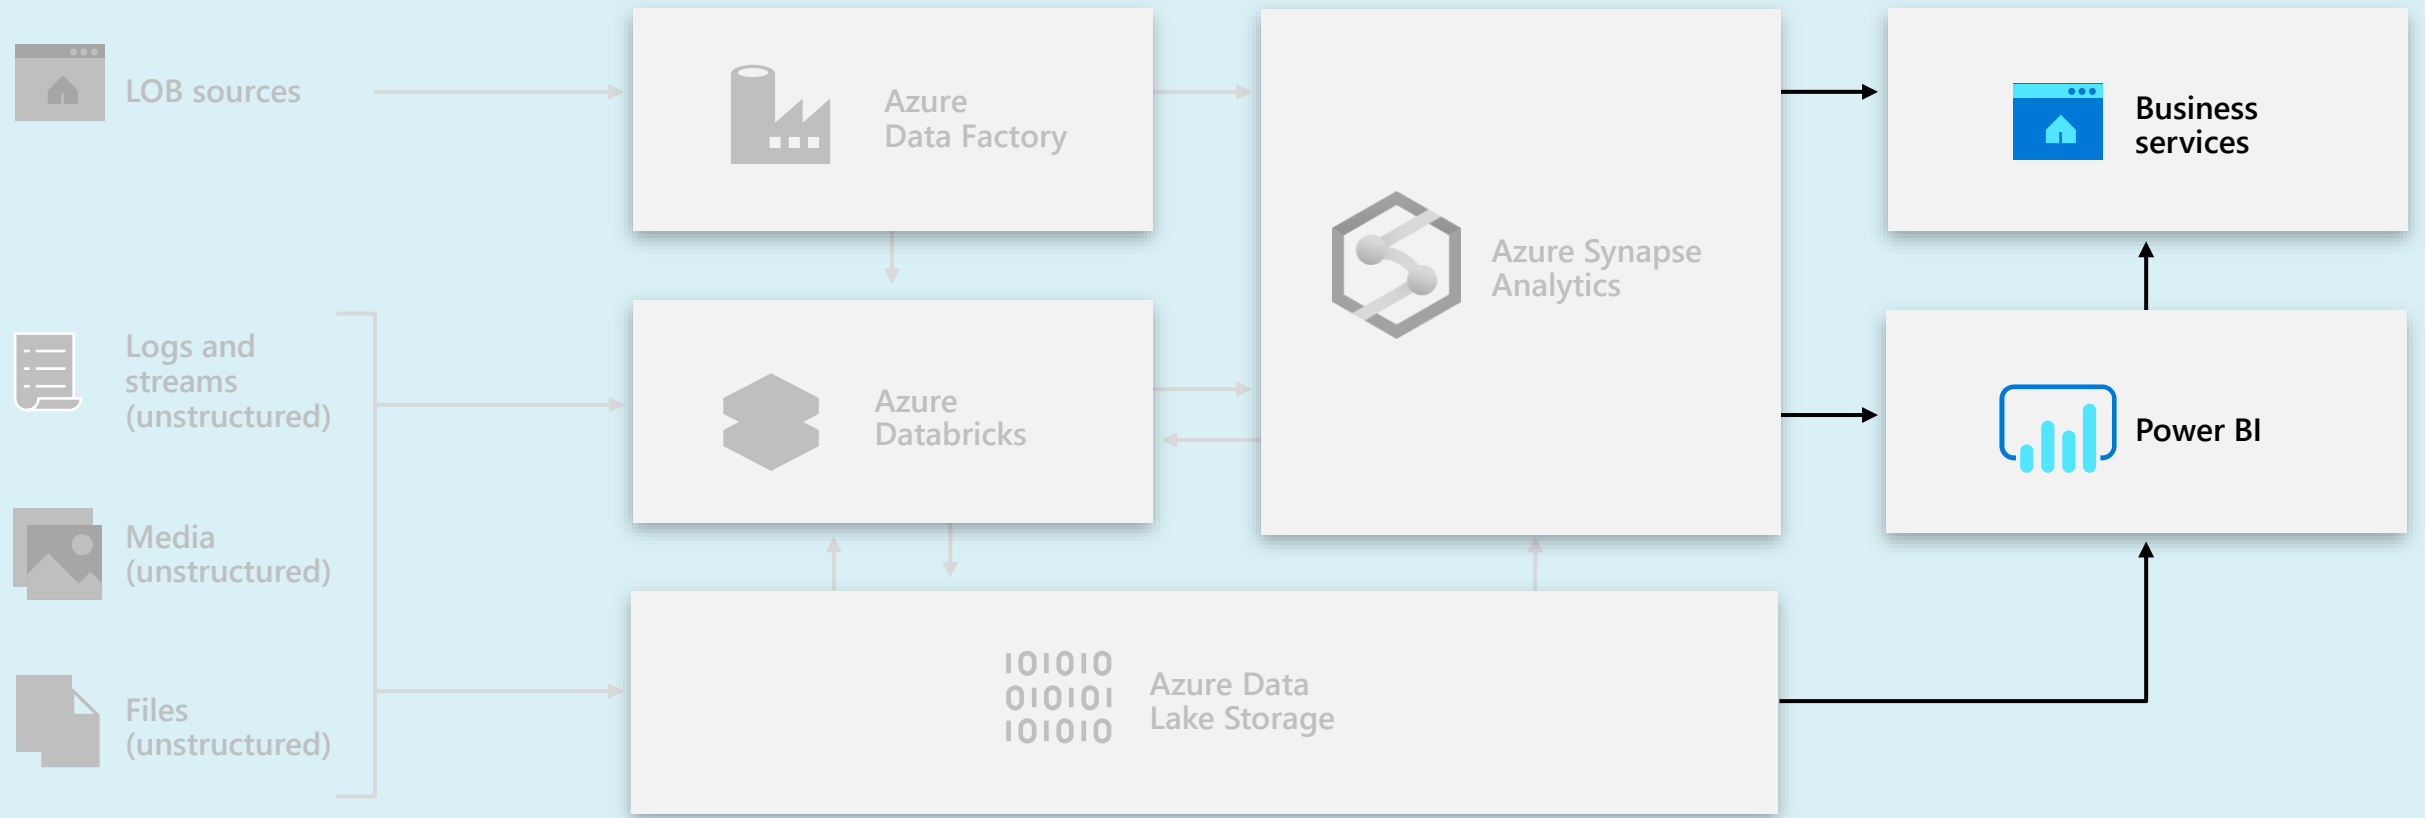 LOB sources
Azure
Data Factory
Business
services
Azure Synapse
Analytics
Logs and
streams
(unstructured)
Azure
Databricks
Power BI
Media
(unstructured)
Files
(unstructured)
101010
010101
101010
Azure Data
Lake Storage